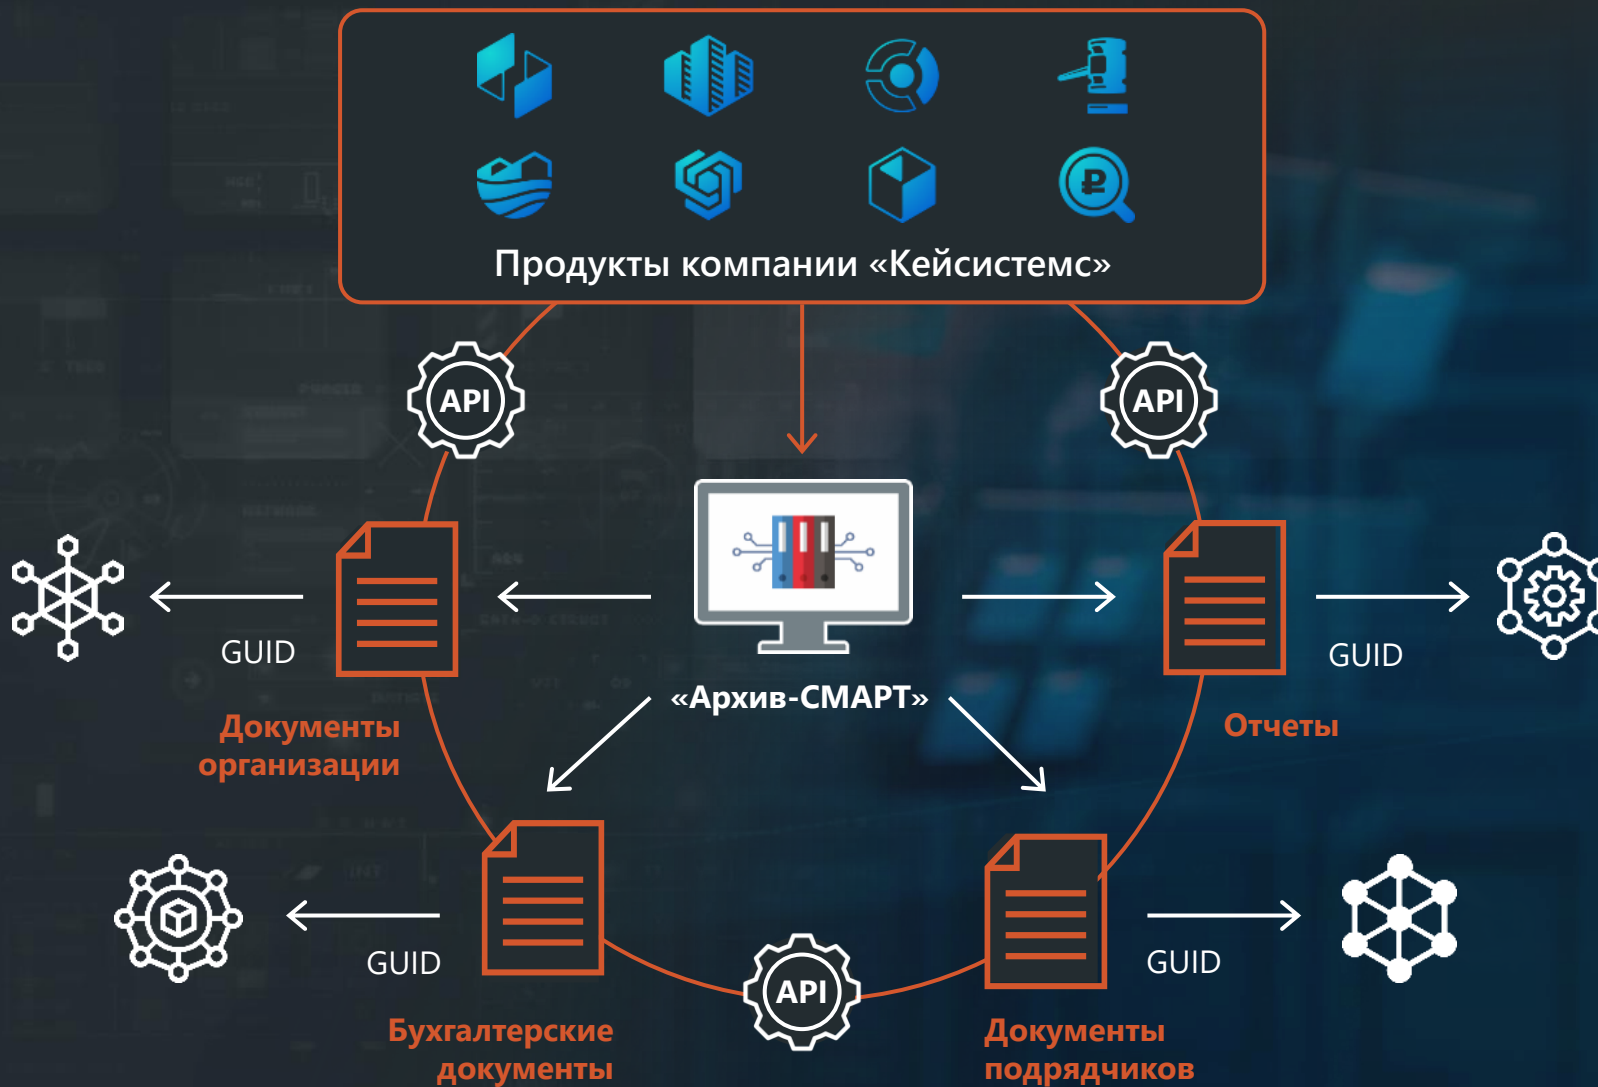 Продукты компании «Кейсистемс»
API
API
GUID
GUID
«Архив-СМАРТ»
Документы
организации
Отчеты
GUID
GUID
API
Бухгалтерские
документы
Документы
подрядчиков